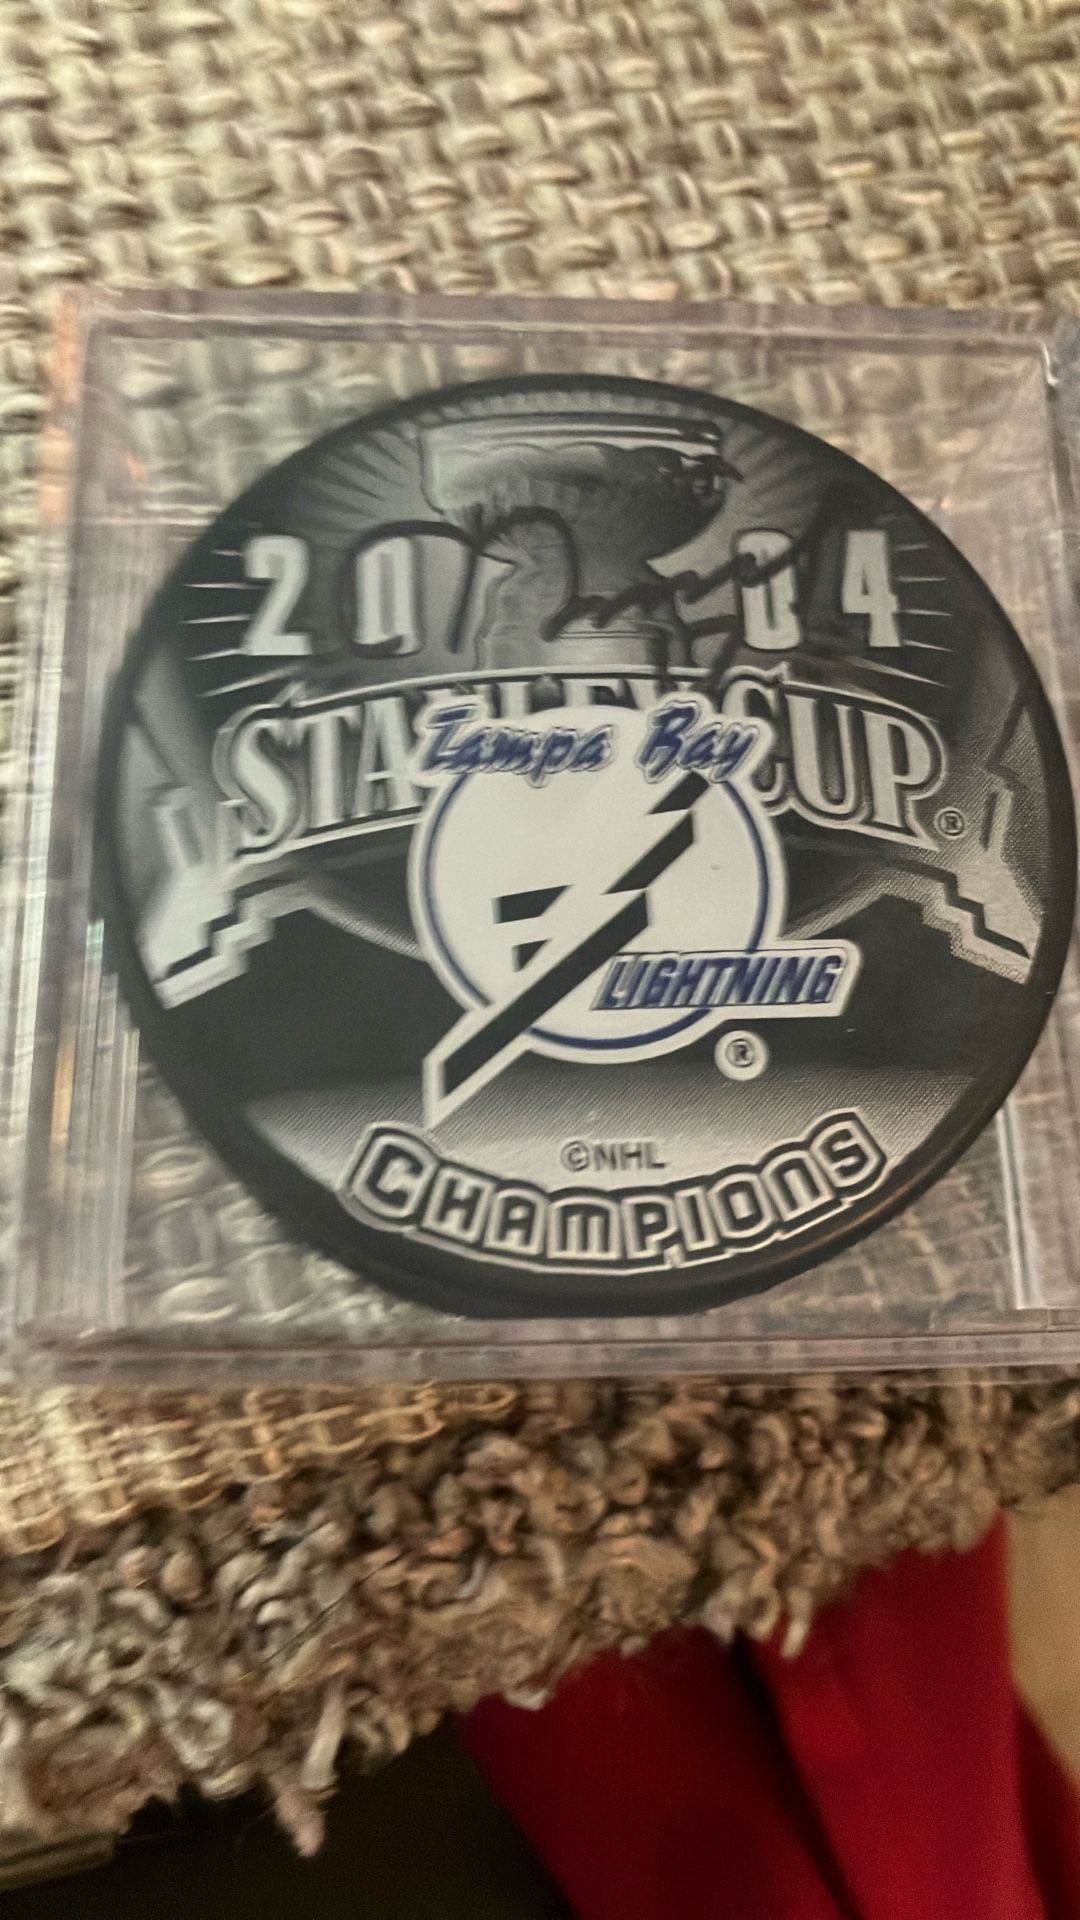 2004
STANLEY CUP ®
Tampa Bay
LIGHTNING
®
©NHL
CHAMPIONS